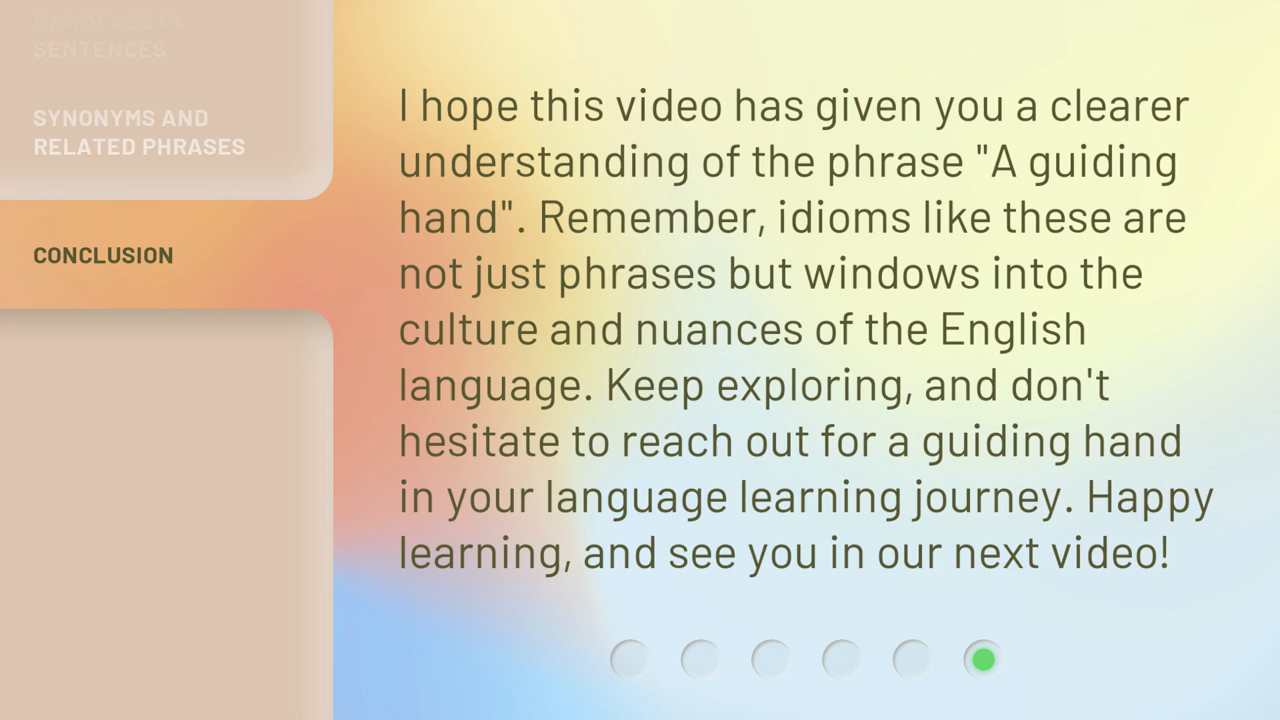 SENTENCES
SYNONYMS AND
RELATED PHRASES
CONCLUSION
I hope this video has given you a clearer
understanding of the phrase "A guiding
hand". Remember, idioms like these are
not just phrases but windows into the
culture and nuances of the English
language. Keep exploring, and don't
hesitate to reach out for a guiding hand
in your language learning journey. Happy
learning, and see you in our next video!